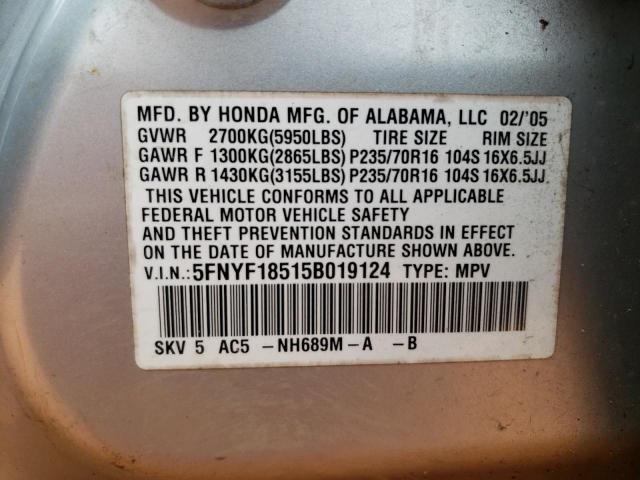 MFD. BY HONDA MFG. OF ALABAMA, LLC 02/'05
GVWR 2700KG(5950LBS) TIRE SIZE RIM SIZE
GAWR F 1300KG(2865LBS) P235/70R16 104S 16X6.5JJ
GAWR R 1430KG(3155LBS) P235/70R16 104S 16X6.5JJ
THIS VEHICLE CONFORMS TO ALL APPLICABLE
FEDERAL MOTOR VEHICLE SAFETY
AND THEFT PREVENTION STANDARDS IN EFFECT
ON THE DATE OF MANUFACTURE SHOWN ABOVE.
V.I.N.: 5FNYF18515B019124 TYPE: MPV
SKV 5 AC5 -NH689M-A -B